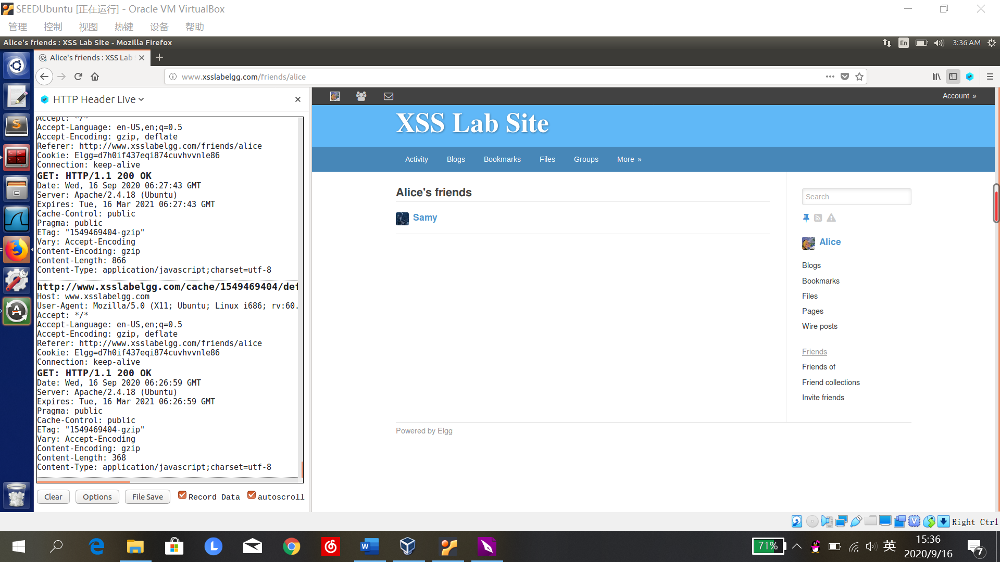 SEEDUbuntu [正在运行] - Oracle VM VirtualBox
管理 控制 视图 热键 设备 帮助
Alice's friends : XSS Lab Site - Mozilla Firefox
En 3:36 AM
Alice's friends : XSS Lab
www.xsslabelgg.com/friends/alice
HTTP Header Live
Accept: */*
Accept-Language: en-US,en;q=0.5
Accept-Encoding: gzip, deflate
Referer: http://www.xsslabelgg.com/friends/alice
Cookie: Elgg=d7h0if437eqi874cuvhvvnle86
Connection: keep-alive
GET: HTTP/1.1 200 OK
Date: Wed, 16 Sep 2020 06:27:43 GMT
Server: Apache/2.4.18 (Ubuntu)
Expires: Tue, 16 Mar 2021 06:27:43 GMT
Cache-Control: public
Pragma: public
ETag: "1549469404-gzip"
Vary: Accept-Encoding
Content-Encoding: gzip
Content-Length: 866
Content-Type: application/javascript;charset=utf-8
http://www.xsslabelgg.com/cache/1549469404/def
Host: www.xsslabelgg.com
User-Agent: Mozilla/5.0 (X11; Ubuntu; Linux i686; rv:60.
Accept: */*
Accept-Language: en-US,en;q=0.5
Accept-Encoding: gzip, deflate
Referer: http://www.xsslabelgg.com/friends/alice
Cookie: Elgg=d7h0if437eqi874cuvhvvnle86
Connection: keep-alive
GET: HTTP/1.1 200 OK
Date: Wed, 16 Sep 2020 06:26:59 GMT
Server: Apache/2.4.18 (Ubuntu)
Expires: Tue, 16 Mar 2021 06:26:59 GMT
Pragma: public
Cache-Control: public
ETag: "1549469404-gzip"
Vary: Accept-Encoding
Content-Encoding: gzip
Content-Length: 368
Content-Type: application/javascript;charset=utf-8
Clear Options File Save Record Data autoscroll
Account »
XSS Lab Site
Activity Blogs Bookmarks Files Groups More »
Alice's friends
Samy
Search
Alice
Blogs
Bookmarks
Files
Pages
Wire posts
Friends
Friends of
Friend collections
Invite friends
Powered by Elgg
Right Ctrl
71% 英 15:36
2020/9/16 7